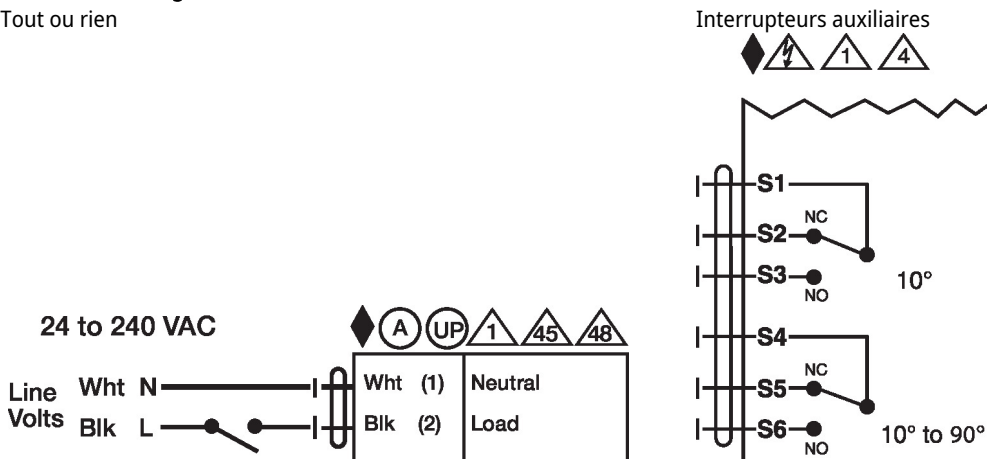 Tout ou rien
24 to 240 VAC
A UP 1 45 48
Line Volts
Wht N
Wht (1) Neutral
Blk L
Blk (2) Load
Interrupteurs auxiliaires
1 4
S1
NC
S2
S3
NO
10°
S4
NC
S5
S6
NO
10° to 90°